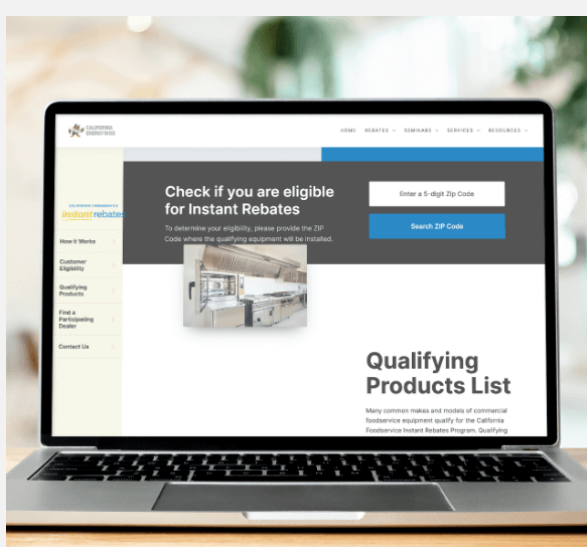 CALIFORNIA
ENERGYWISE
HOME REBATES SEMINARS SERVICES RESOURCES
CALIFORNIA FOODSERVICE
instant rebates
How it Works
Customer
Eligibility
Qualifying
Products
Find a
Participating
Dealer
Contact Us
Check if you are eligible
for Instant Rebates
To determine your eligibility, please provide the ZIP
Code where the qualifying equipment will be installed.
Enter a 5-digit Zip Code
Search ZIP Code
Qualifying
Products List
Many common makes and models of commercial
foodservice equipment qualify for the California
Foodservice Instant Rebates Program. Qualifying